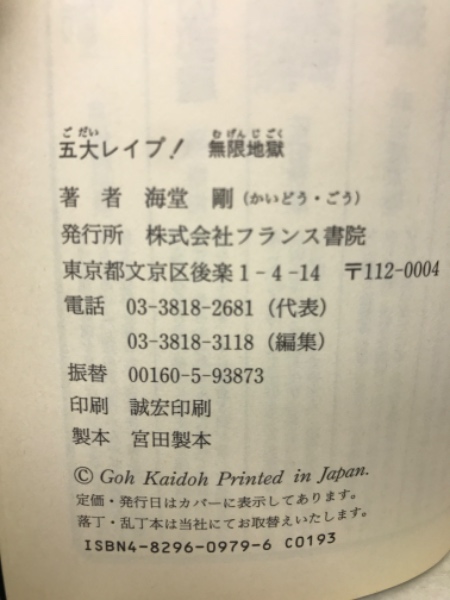 ごだい むげんじごく
五大レイプ! 無限地獄
著者 海堂 剛(かいどう・ごう)
発行所 株式会社フランス書院
東京都文京区後楽1-4-14 〒112-0004
電話 03-3818-2681(代表)
03-3818-3118(編集)
振替 00160-5-93873
印刷 誠宏印刷
製本 宮田製本
© Goh Kaidoh Printed in Japan.
定価・発行日はカバーに表示してあります。
落丁・乱丁本は当社にてお取替えいたします。
ISBN4-8296-0979-6 C0193